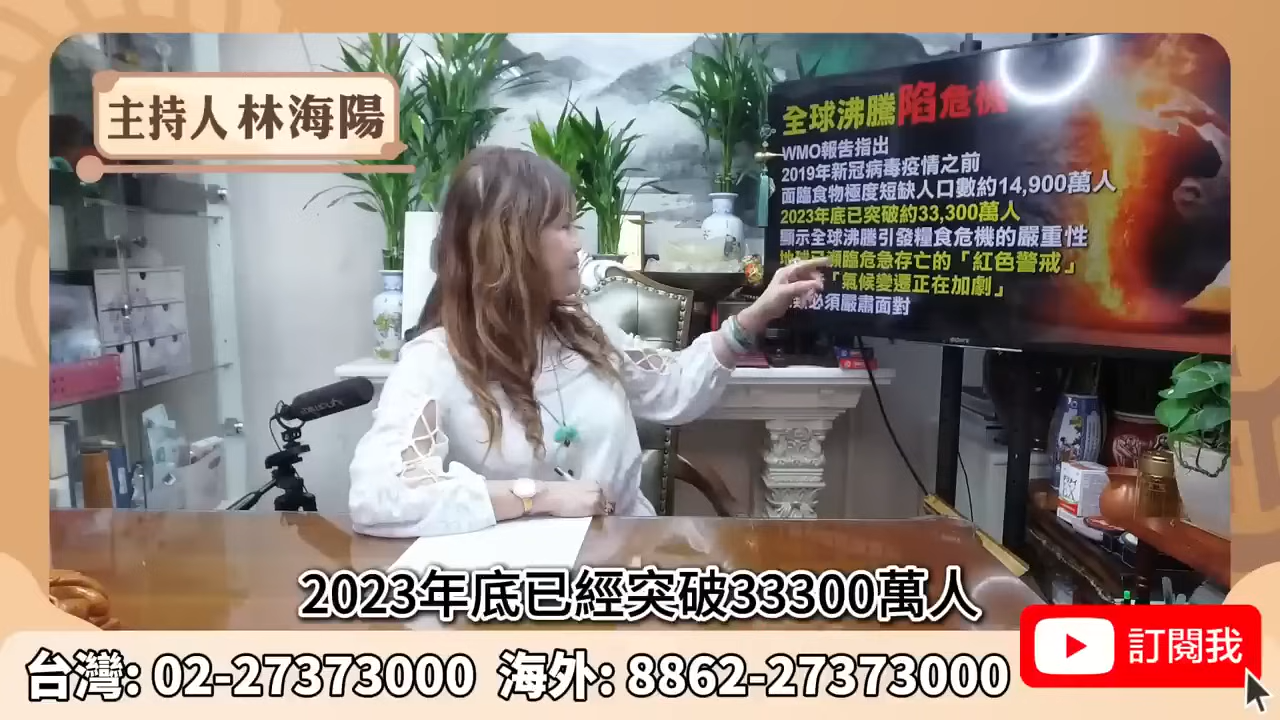 主持人 林海陽
全球沸騰陷危機
WMO報告指出
2019年新冠病毒疫情之前
面臨食物極度短缺人口數約14,900萬人
2023年底已突破約33,300萬人
顯示全球沸騰引發糧食危機的嚴重性
地球已瀕臨危急存亡的「紅色警戒」
「氣候變遷正在加劇」
必須嚴肅面對
SONY
2023年底已經突破33300萬人
台灣: 02-27373000 海外: 8862-27373000
訂閱我